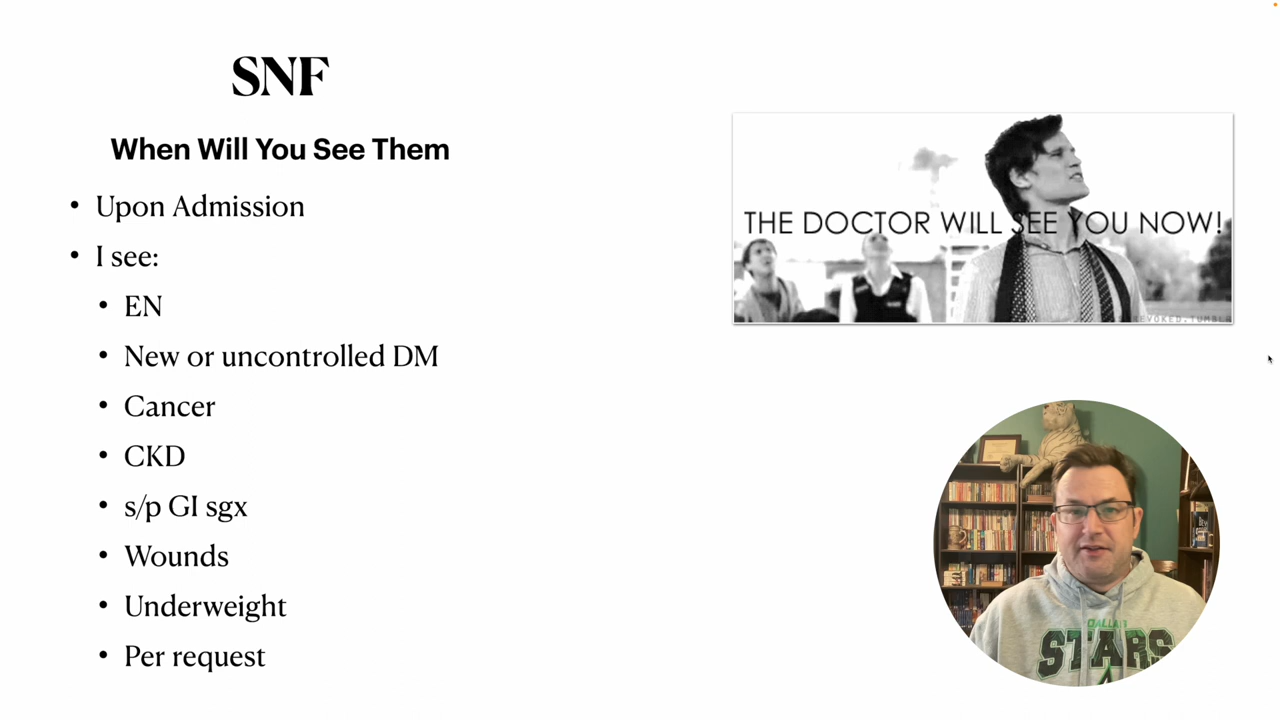 SNF
When Will You See Them
• Upon Admission
• I see:
• EN
• New or uncontrolled DM
• Cancer
• CKD
• s/p GI sgx
• Wounds
• Underweight
• Per request
THE DOCTOR WILL SEE YOU NOW!
DALLAS
STARS